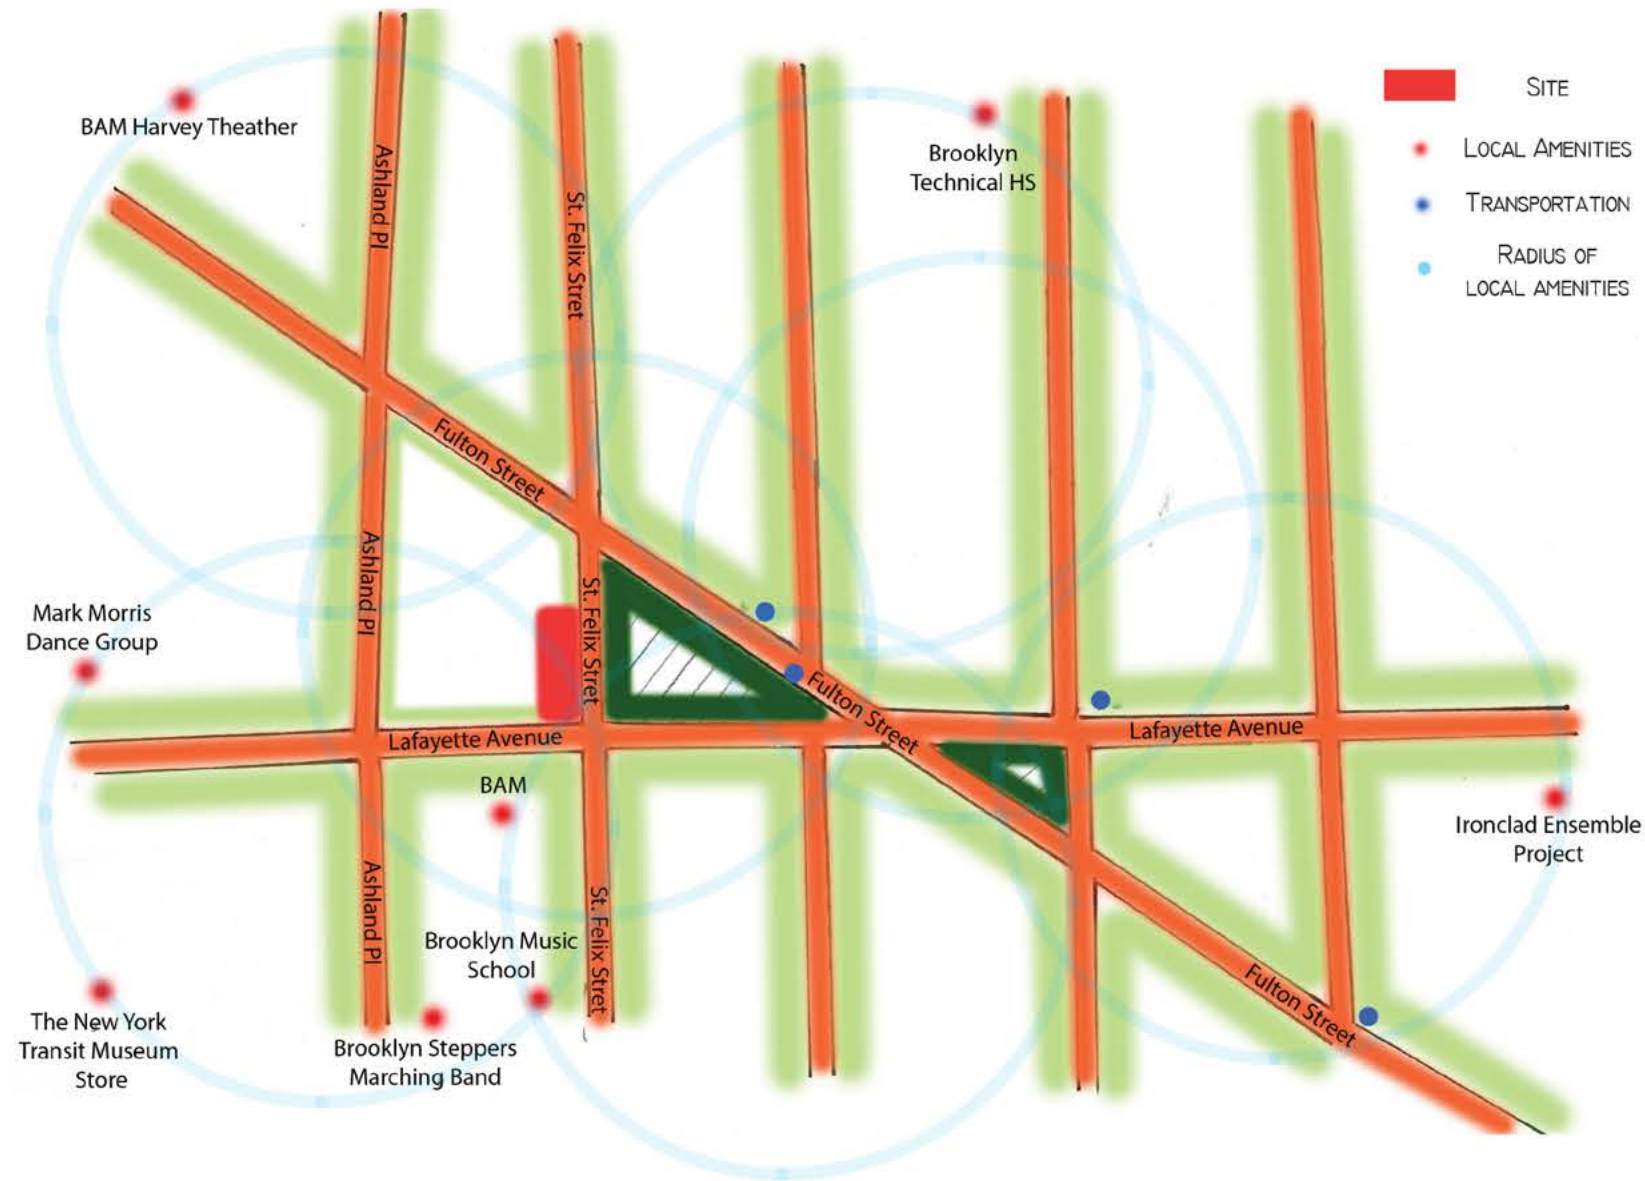 BAM Harvey Theather
Brooklyn
Technical HS
SITE
LOCAL AMENITIES
TRANSPORTATION
RADIUS OF
LOCAL AMENITIES
Ashland Pl
St. Felix Stret
Fulton Street
Ashland Pl
St. Felix Stret
Mark Morris
Dance Group
Fulton Street
Lafayette Avenue
Lafayette Avenue
BAM
Ironclad Ensemble
Project
Ashland Pl
St. Felix Stret
Brooklyn Music
School
Fulton Street
The New York
Transit Museum
Store
Brooklyn Steppers
Marching Band